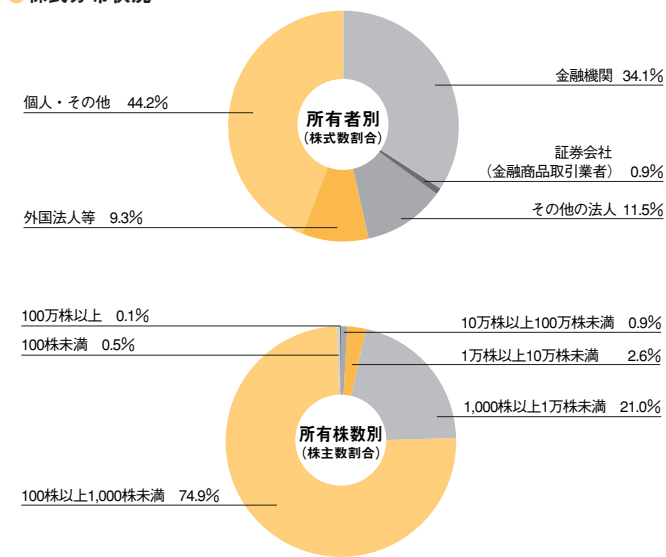 所有者別
（株式数割合）
金融機関 34.1%
証券会社
（金融商品取引業者） 0.9%
その他の法人 11.5%
外国法人等 9.3%
個人・その他 44.2%
所有株数別
（株主数割合）
100万株以上 0.1%
10万株以上100万株未満 0.9%
1万株以上10万株未満 2.6%
1,000株以上1万株未満 21.0%
100株以上1,000株未満 74.9%
100株未満 0.5%